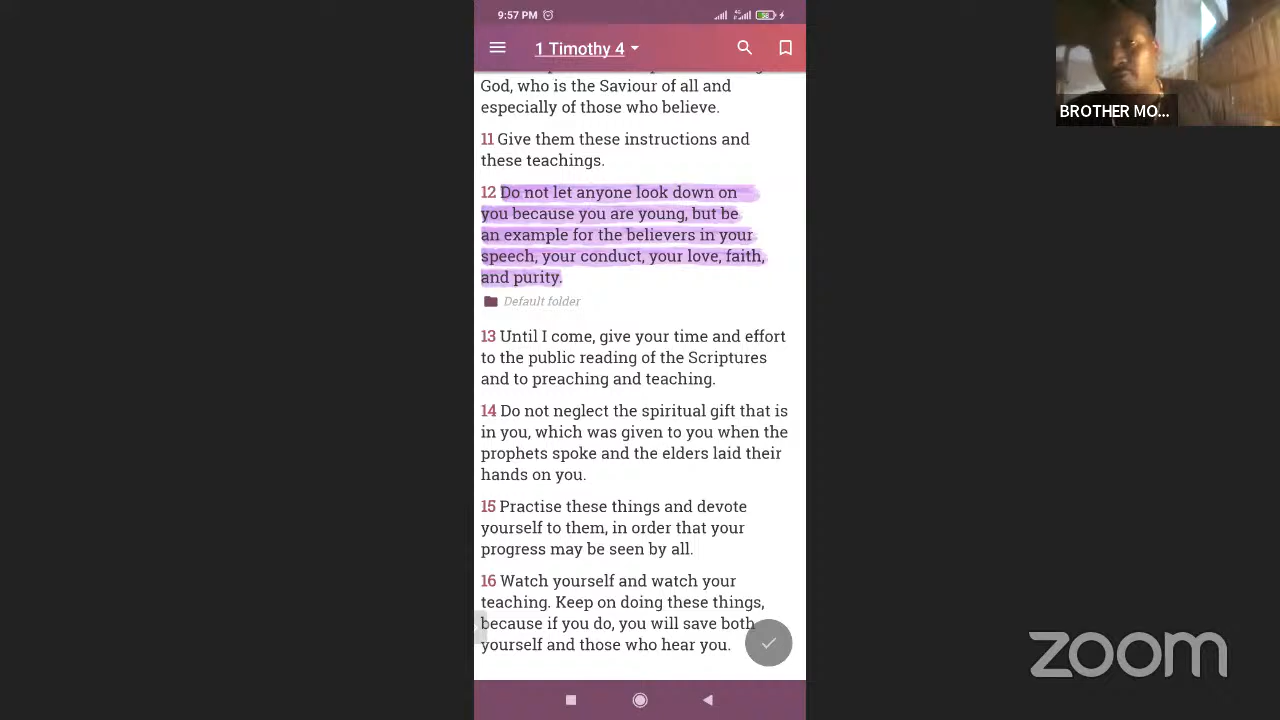 9:57 PM
4G
58
1 Timothy 4
God, who is the Saviour of all and
especially of those who believe.
11 Give them these instructions and
these teachings.
12 Do not let anyone look down on
you because you are young, but be
an example for the believers in your
speech, your conduct, your love, faith,
and purity.
Default folder
13 Until I come, give your time and effort
to the public reading of the Scriptures
and to preaching and teaching.
14 Do not neglect the spiritual gift that is
in you, which was given to you when the
prophets spoke and the elders laid their
hands on you.
15 Practise these things and devote
yourself to them, in order that your
progress may be seen by all.
16 Watch yourself and watch your
teaching. Keep on doing these things,
because if you do, you will save both
yourself and those who hear you.
BROTHER MO...
zoom